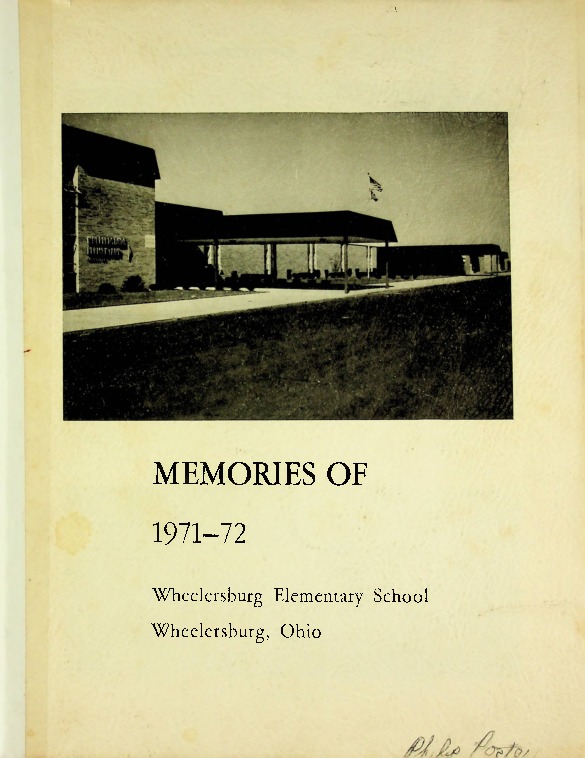 MEMORIES OF
1971–72
Wheelersburg Elementary School
Wheelersburg, Ohio